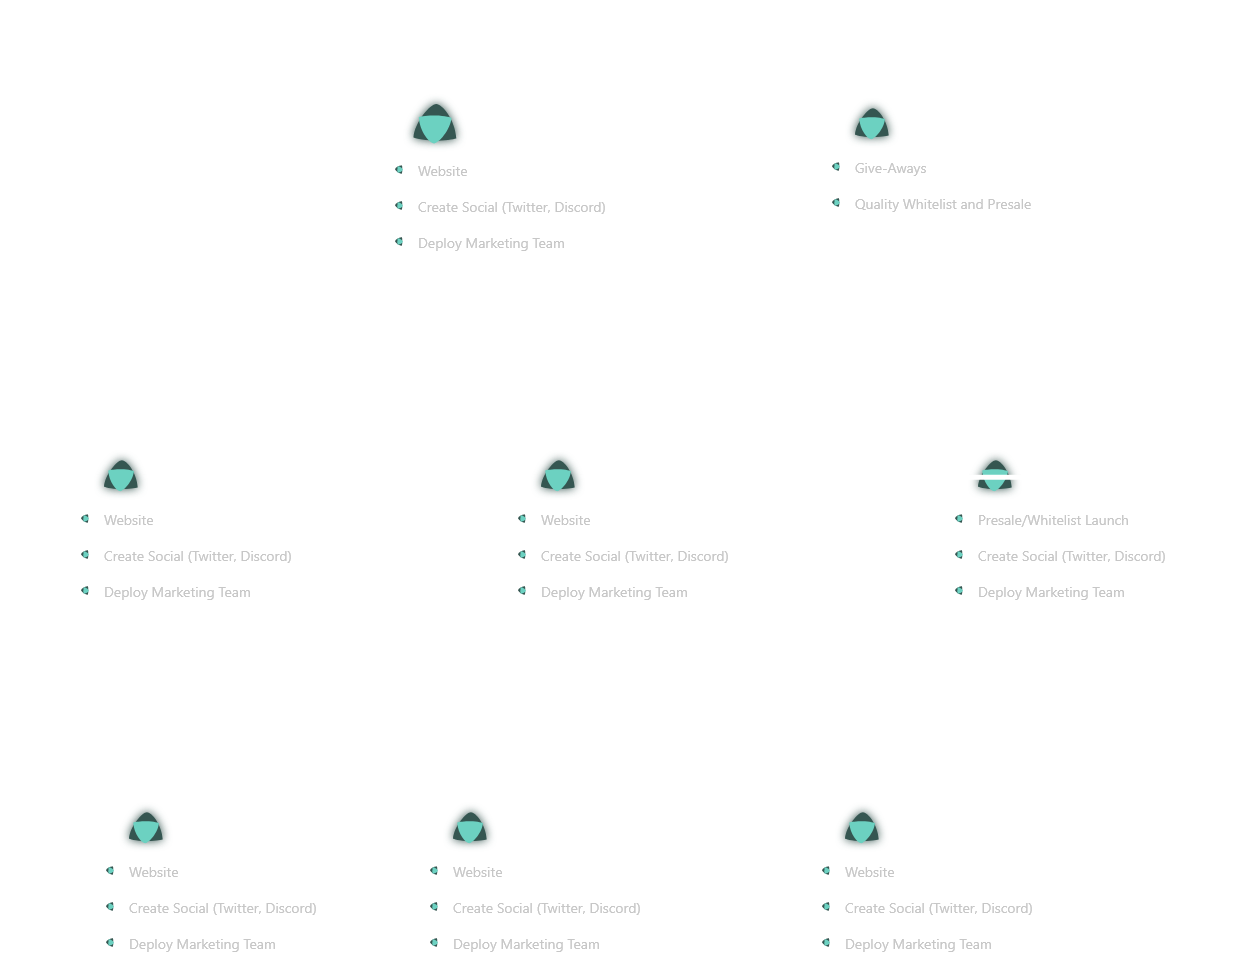 Website
Create Social (Twitter, Discord)
Deploy Marketing Team
Give-Aways
Quality Whitelist and Presale
Website
Create Social (Twitter, Discord)
Deploy Marketing Team
Website
Create Social (Twitter, Discord)
Deploy Marketing Team
Presale/Whitelist Launch
Create Social (Twitter, Discord)
Deploy Marketing Team
Website
Create Social (Twitter, Discord)
Deploy Marketing Team
Website
Create Social (Twitter, Discord)
Deploy Marketing Team
Website
Create Social (Twitter, Discord)
Deploy Marketing Team